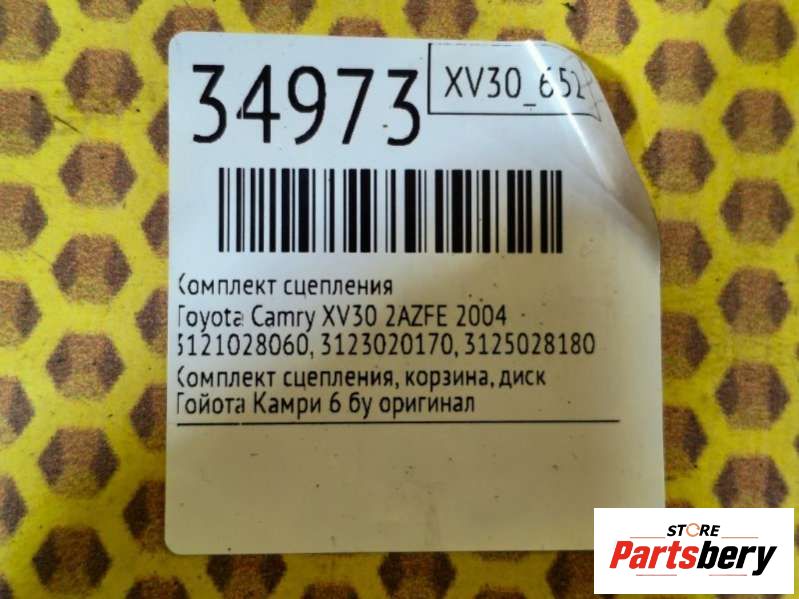 34973
XV30_652
Комплект сцепления
Toyota Camry XV30 2AZFE 2004
3121028060, 3123020170, 3125028180
Комплект сцепления, корзина, диск
Тойота Камри 6 бу оригинал
STORE
Partsbery